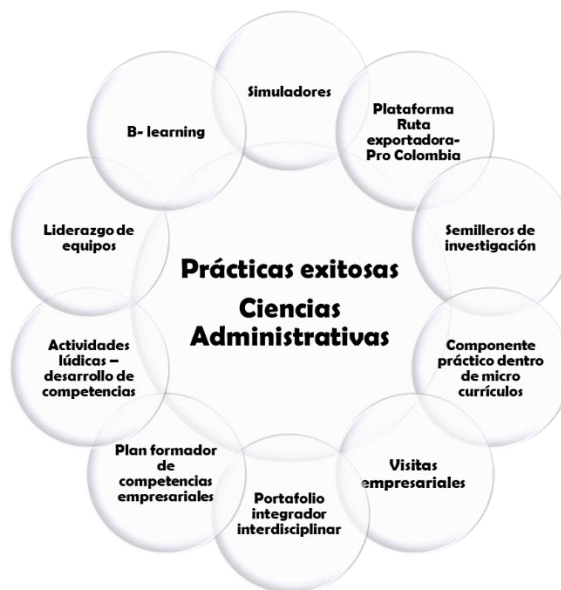 Simuladores
Plataforma
Ruta
exportadora-
Pro Colombia
Semilleros de
investigación
Componente
práctico dentro
de micro
currículos
Visitas
empresariales
Portafolio
integrador
interdisciplinar
Plan formador
de
competencias
empresariales
Actividades
lúdicas –
desarrollo de
competencias
Liderazgo de
equipos
B- learning
Prácticas exitosas
Ciencias
Administrativas